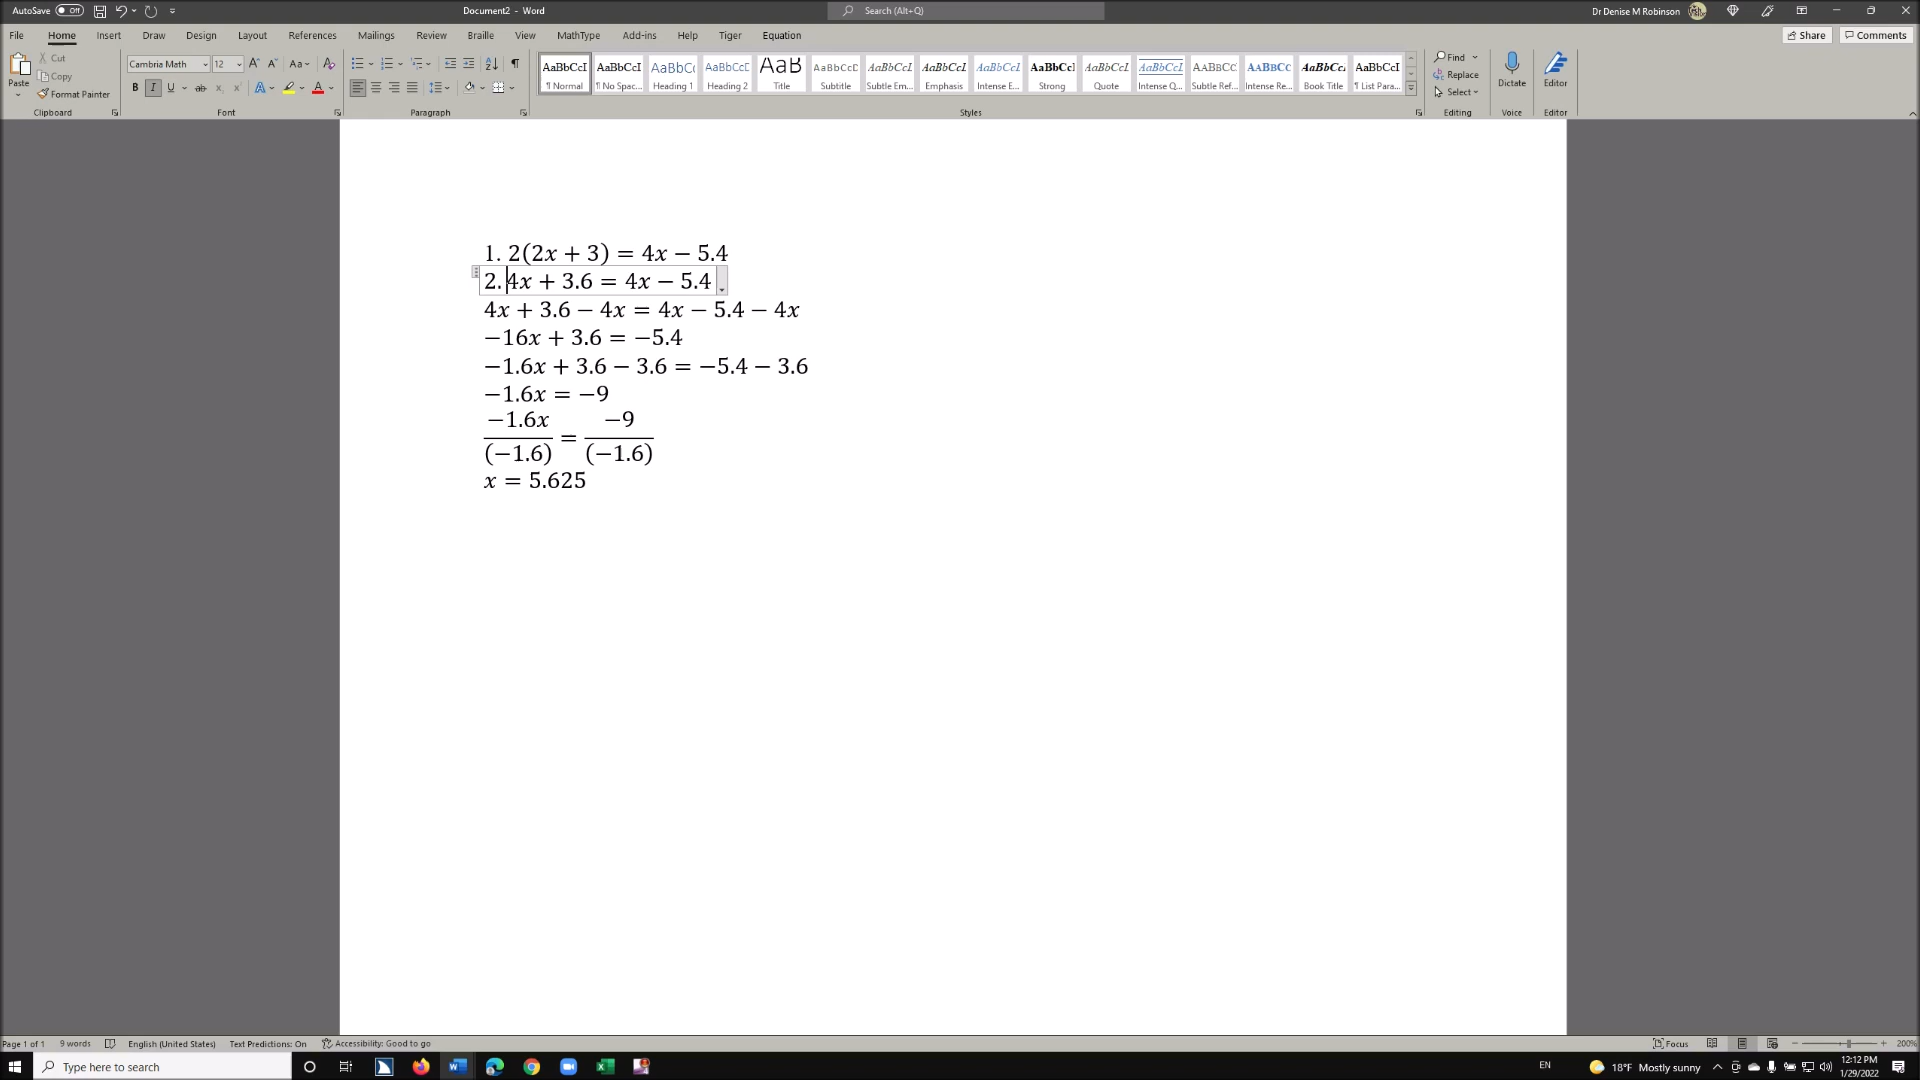 AutoSave Off Document2 - Word Search (Alt+Q) Dr Denise M Robinson
File Home Insert Draw Design Layout References Mailings Review Braille View MathType Add-ins Help Tiger Equation Share Comments
Paste Cut Copy Format Painter
Cambria Math 12
AaBbCcI AaBbCcI AaBbCc AaBbCcD AaB AaBbCcD AaBbCcI AaBbCcI AaBbCcI AaBbCcI AaBbCcI AaBbCcI AABBCC AABBCC AaBbCcI AaBbCcI
¶ Normal ¶ No Spac... Heading 1 Heading 2 Title Subtitle Subtle Em... Emphasis Intense E... Strong Quote Intense Q... Subtle Ref... Intense Re... Book Title ¶ List Para...
Find Replace Select
Dictate Editor
Clipboard Font Paragraph Styles Editing Voice Editor
1. 2(2x + 3) = 4x − 5.4
2. 4x + 3.6 = 4x − 5.4
4x + 3.6 − 4x = 4x − 5.4 − 4x
−16x + 3.6 = −5.4
−1.6x + 3.6 − 3.6 = −5.4 − 3.6
−1.6x = −9
−1.6x/(−1.6) = −9/(−1.6)
x = 5.625
Page 1 of 1 9 words English (United States) Text Predictions: On Accessibility: Good to go Focus 200%
Type here to search EN 18°F Mostly sunny 12:12 PM
1/29/2022